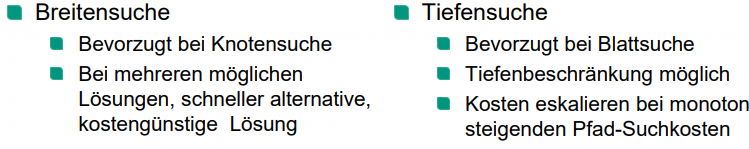 Breitensuche
Bevorzugt bei Knotensuche
Bei mehreren möglichen
Lösungen, schneller alternative,
kostengünstige Lösung
Tiefensuche
Bevorzugt bei Blattsuche
Tiefenbeschränkung möglich
Kosten eskalieren bei monoton
steigenden Pfad-Suchkosten